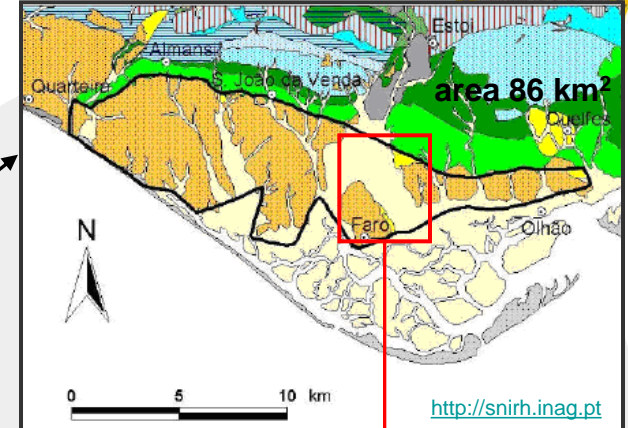 Estoi
Almansil
Quarteira
S. João da Venda
area 86 km²
Quelfes
Faro
Olhão
N
0 5 10 km
http://snirh.inag.pt